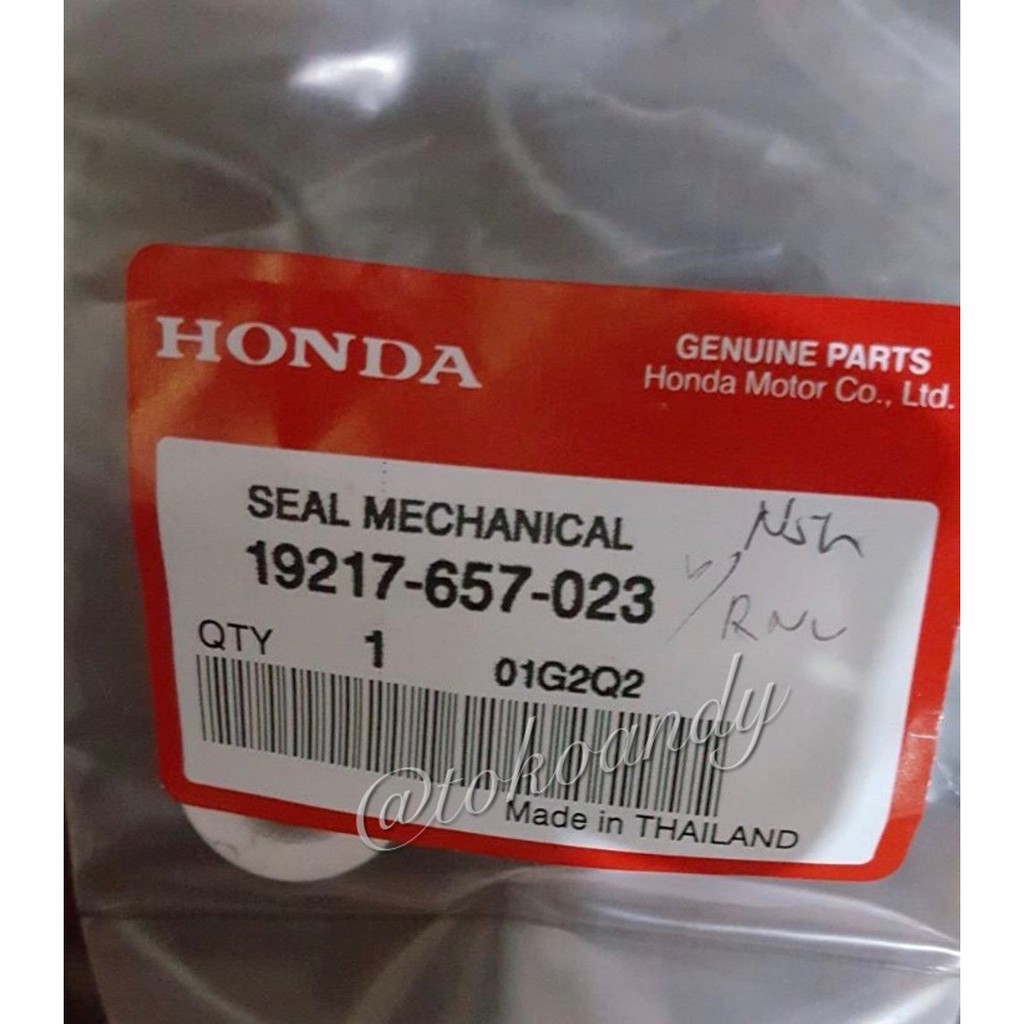 HONDA
GENUINE PARTS
Honda Motor Co., Ltd.
SEAL MECHANICAL
19217-657-023
QTY 1 01G2Q2
@tokoandy
Made in THAILAND